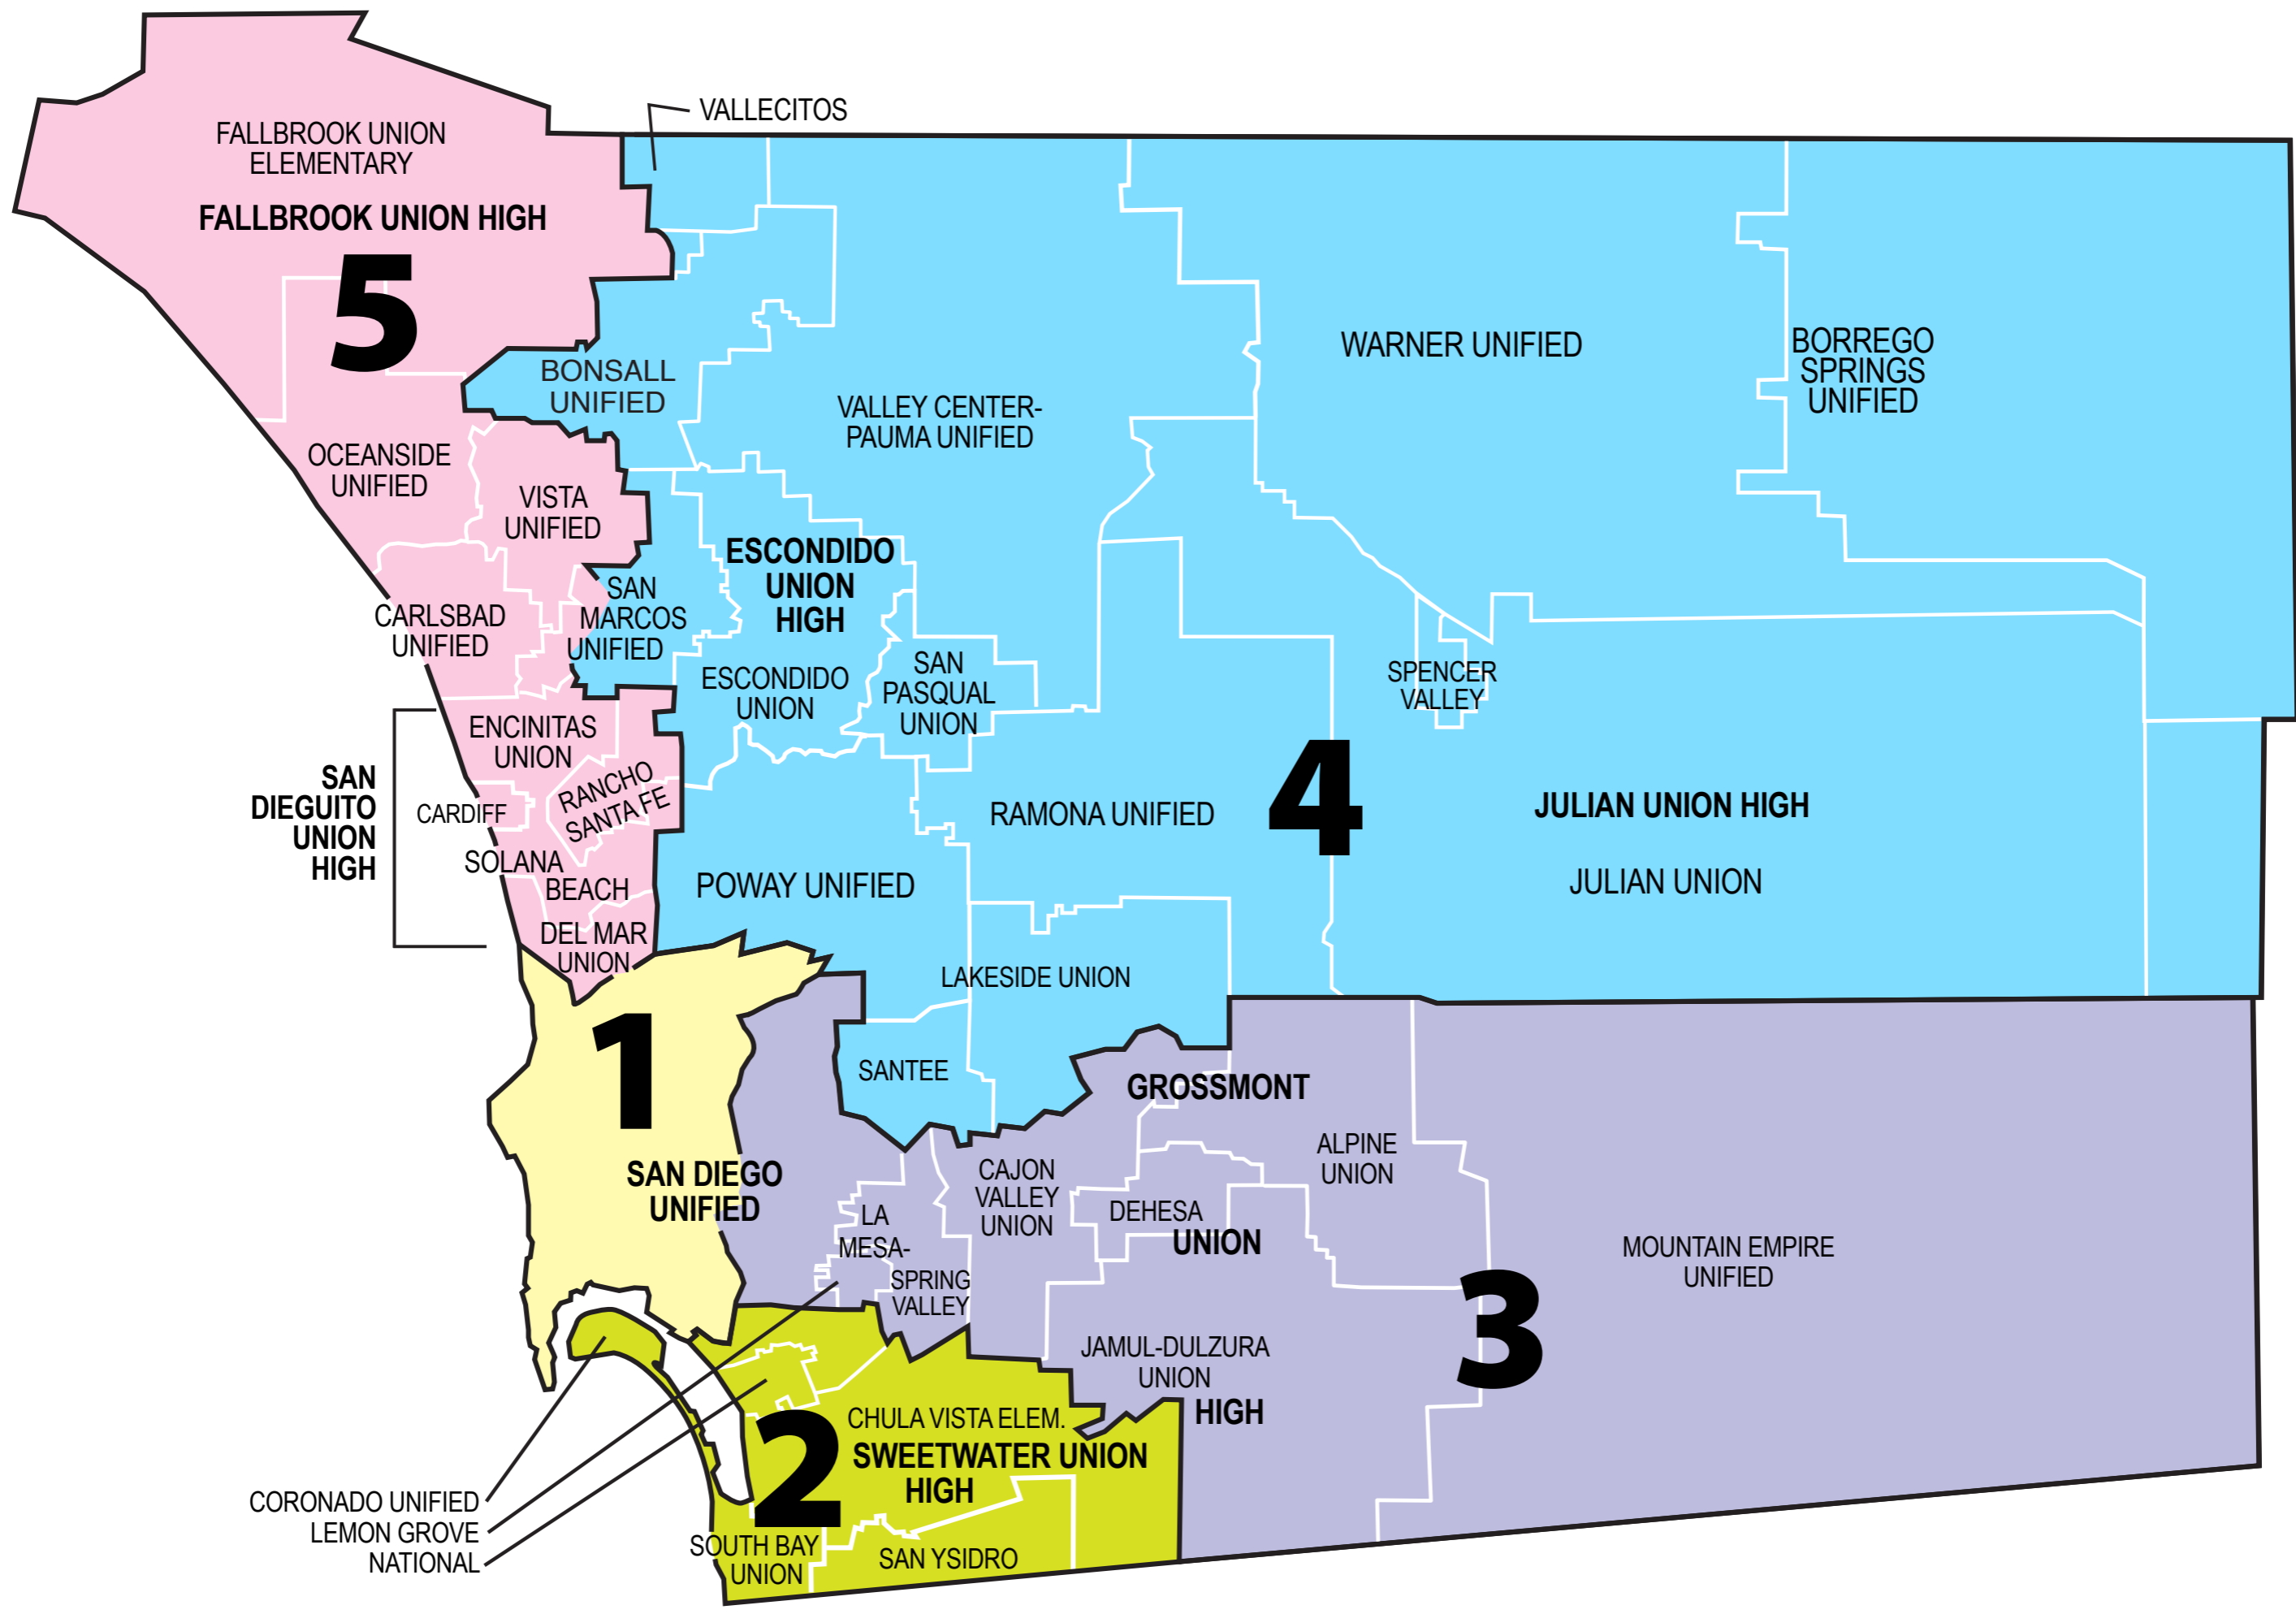 VALLECITOS
FALLBROOK UNION
ELEMENTARY
FALLBROOK UNION HIGH
5
BONSALL
UNIFIED
VALLEY CENTER-
PAUMA UNIFIED
WARNER UNIFIED
BORREGO
SPRINGS
UNIFIED
OCEANSIDE
UNIFIED
VISTA
UNIFIED
ESCONDIDO
UNION
HIGH
SAN
MARCOS
UNIFIED
CARLSBAD
UNIFIED
ESCONDIDO
UNION
SAN
PASQUAL
UNION
SPENCER
VALLEY
ENCINITAS
UNION
SAN
DIEGUITO
UNION
HIGH
CARDIFF
RANCHO
SANTA FE
SOLANA
BEACH
DEL MAR
UNION
POWAY UNIFIED
RAMONA UNIFIED
4
JULIAN UNION HIGH
JULIAN UNION
LAKESIDE UNION
SANTEE
1
SAN DIEGO
UNIFIED
GROSSMONT
ALPINE
UNION
CAJON
VALLEY
UNION
DEHESA
UNION
LA
MESA-
SPRING
VALLEY
MOUNTAIN EMPIRE
UNIFIED
3
JAMUL-DULZURA
UNION
HIGH
2
CHULA VISTA ELEM.
SWEETWATER UNION
HIGH
CORONADO UNIFIED
LEMON GROVE
NATIONAL
SOUTH BAY
UNION
SAN YSIDRO